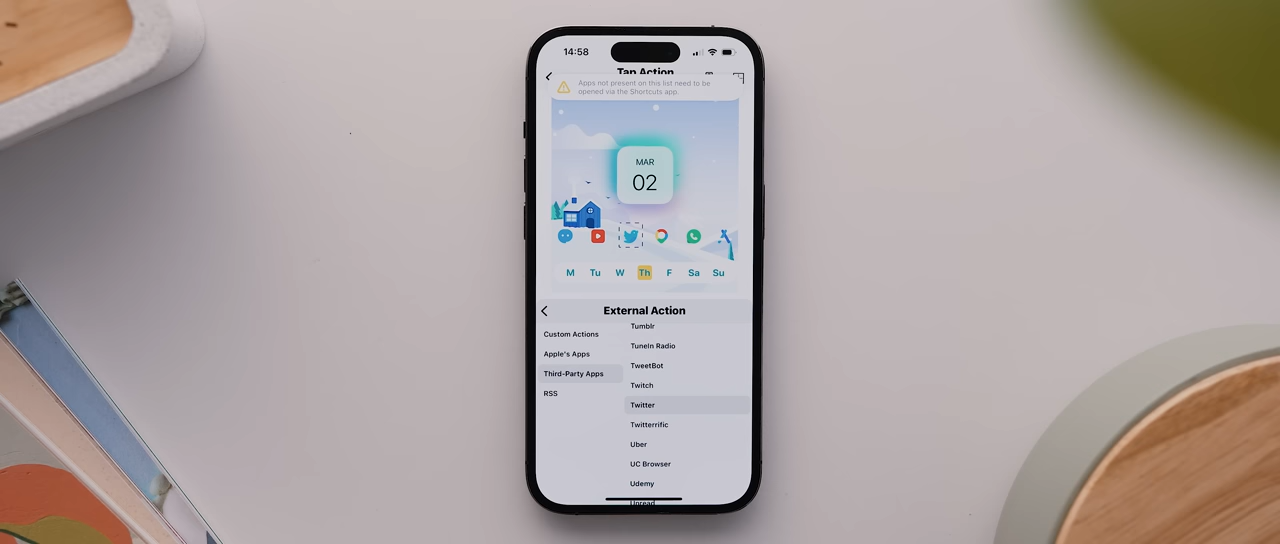 14:58
Tap Action
Apps not present on this list need to be
opened via the Shortcuts app.
MAR
02
M Tu W Th F Sa Su
External Action
Custom Actions
Apple's Apps
Third-Party Apps
RSS
Tumblr
TuneIn Radio
TweetBot
Twitch
Twitter
Twitterrific
Uber
UC Browser
Udemy
Unread